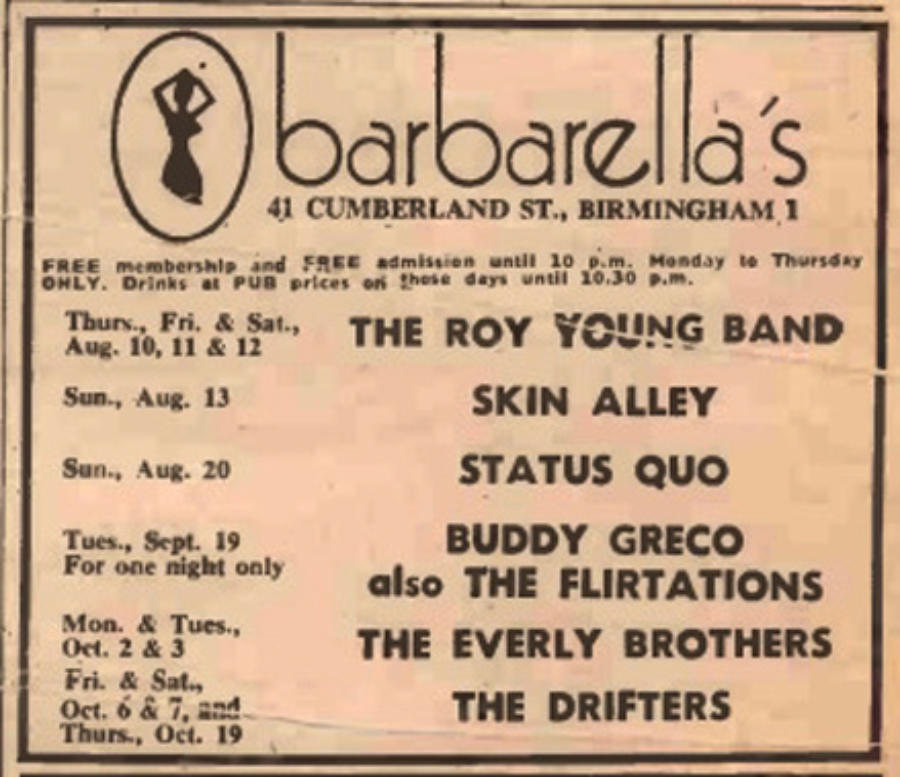 barbarella's
41 CUMBERLAND ST., BIRMINGHAM 1
FREE membership and FREE admission until 10 p.m. Monday to Thursday
ONLY. Drinks at PUB prices on those days until 10.30 p.m.
Thurs., Fri. & Sat.,
Aug. 10, 11 & 12
THE ROY YOUNG BAND
Sun., Aug. 13
SKIN ALLEY
Sun., Aug. 20
STATUS QUO
Tues., Sept. 19
For one night only
BUDDY GRECO
also THE FLIRTATIONS
Mon. & Tues.,
Oct. 2 & 3
THE EVERLY BROTHERS
Fri. & Sat.,
Oct. 6 & 7, and
Thurs., Oct. 19
THE DRIFTERS